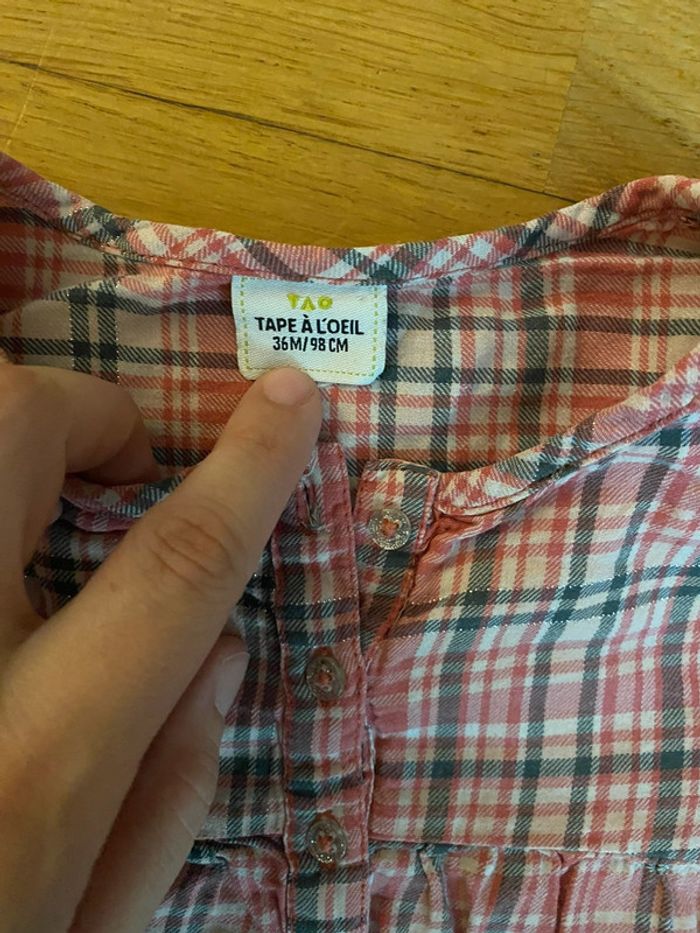 TAO
TAPE À L'OEIL
36M/98 CM